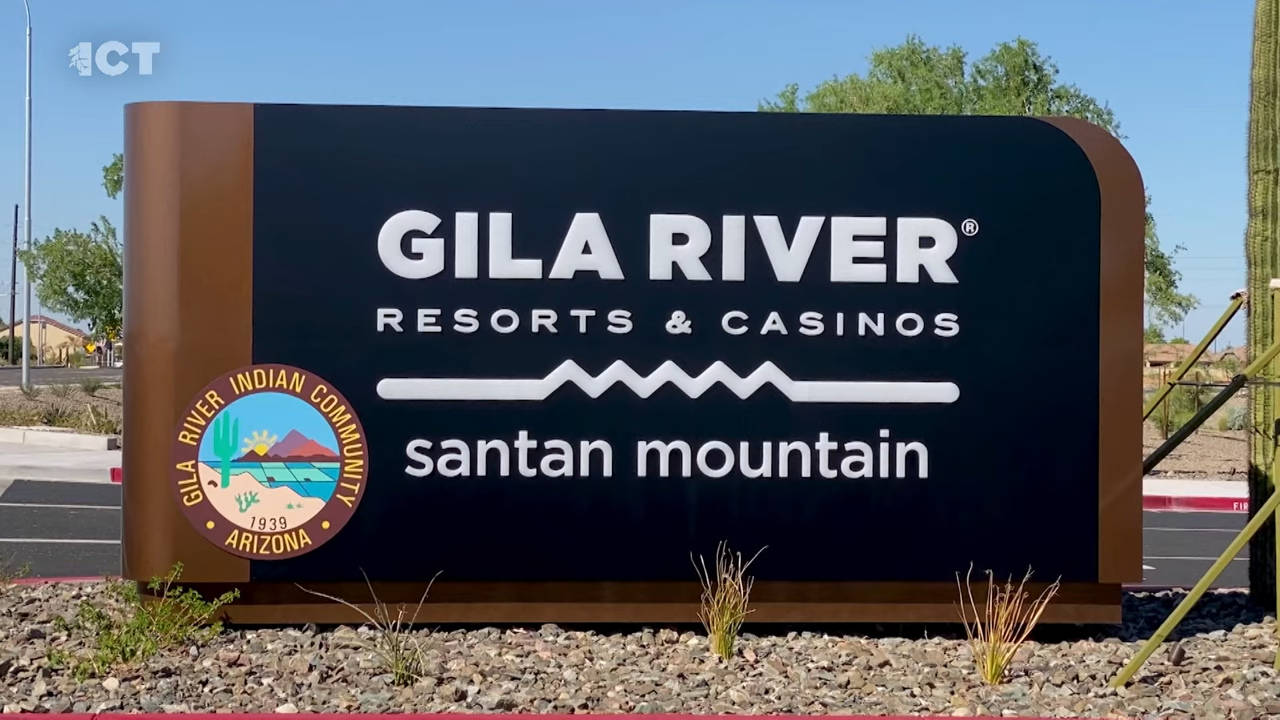 ICT
GILA RIVER®
RESORTS & CASINOS
santan mountain
GILA RIVER INDIAN COMMUNITY
1939
ARIZONA